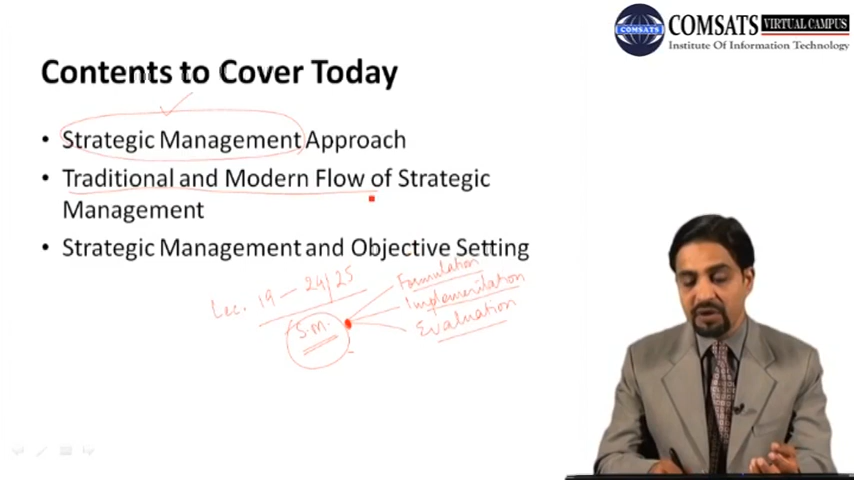 COMSATS VIRTUAL CAMPUS
COMSATS
Institute Of Information Technology
Contents to Cover Today
• Strategic Management Approach
• Traditional and Modern Flow of Strategic
Management
• Strategic Management and Objective Setting
Lec. 19 – 24/25
S.m.
Formulation
Implementation
Evaluation